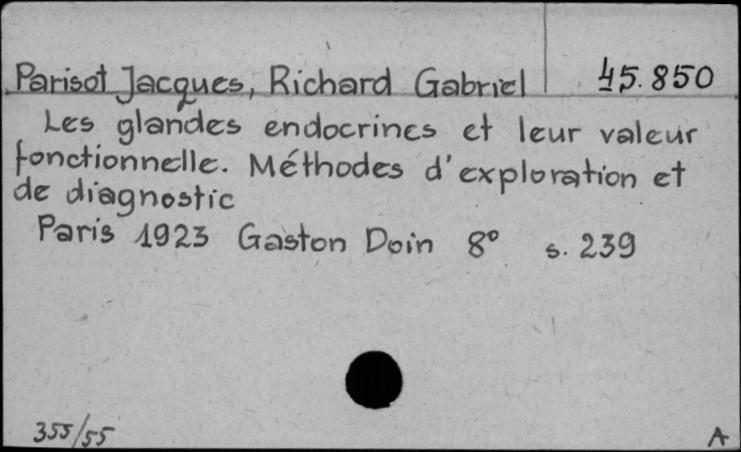 Parisot Jacques, Richard Gabriel 45.850
Les glandes endocrines et leur valeur
fonctionnelle. Méthodes d'exploration et
de diagnostic
Paris 1923 Gaston Doin 8° s. 239
355/55 A